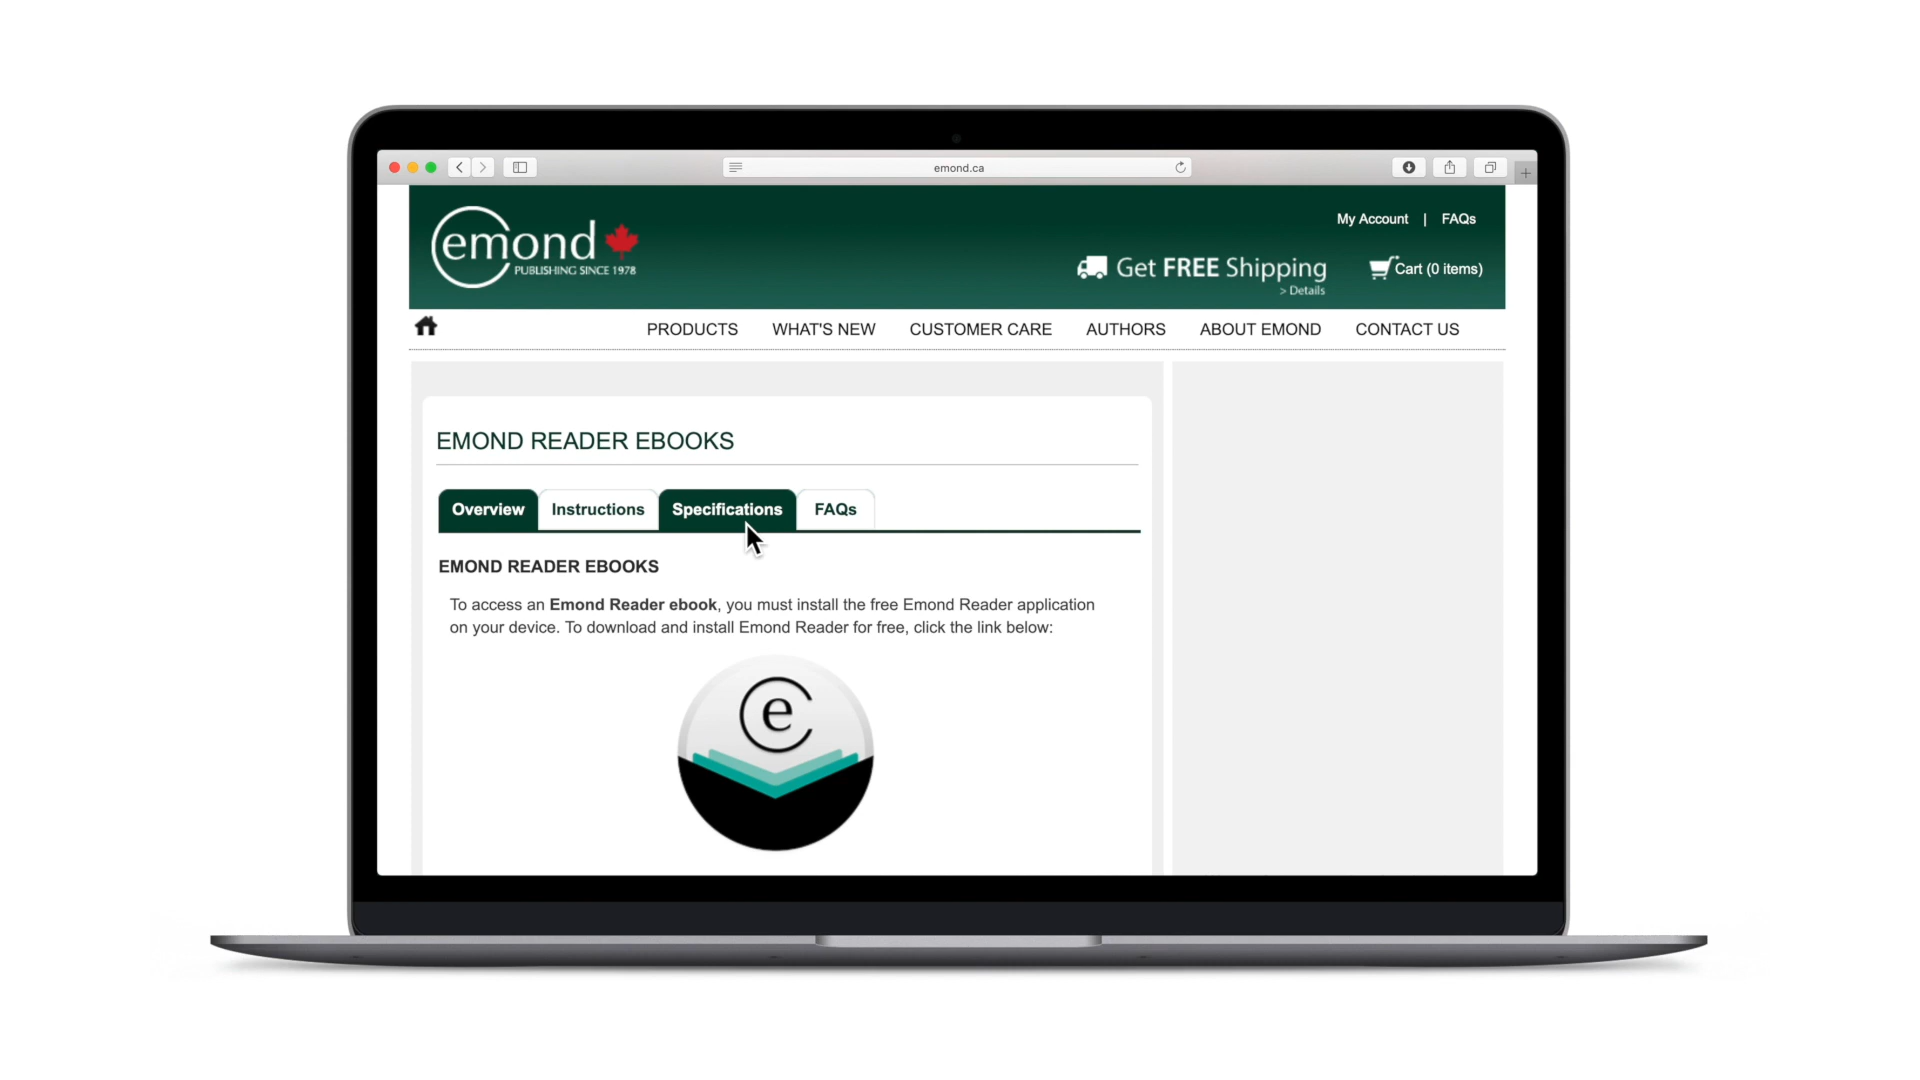 emond.ca
emond
PUBLISHING SINCE 1978
My Account | FAQs
Get FREE Shipping
> Details
Cart (0 items)
PRODUCTS WHAT'S NEW CUSTOMER CARE AUTHORS ABOUT EMOND CONTACT US
EMOND READER EBOOKS
Overview Instructions Specifications FAQs
EMOND READER EBOOKS
To access an Emond Reader ebook, you must install the free Emond Reader application
on your device. To download and install Emond Reader for free, click the link below:
e